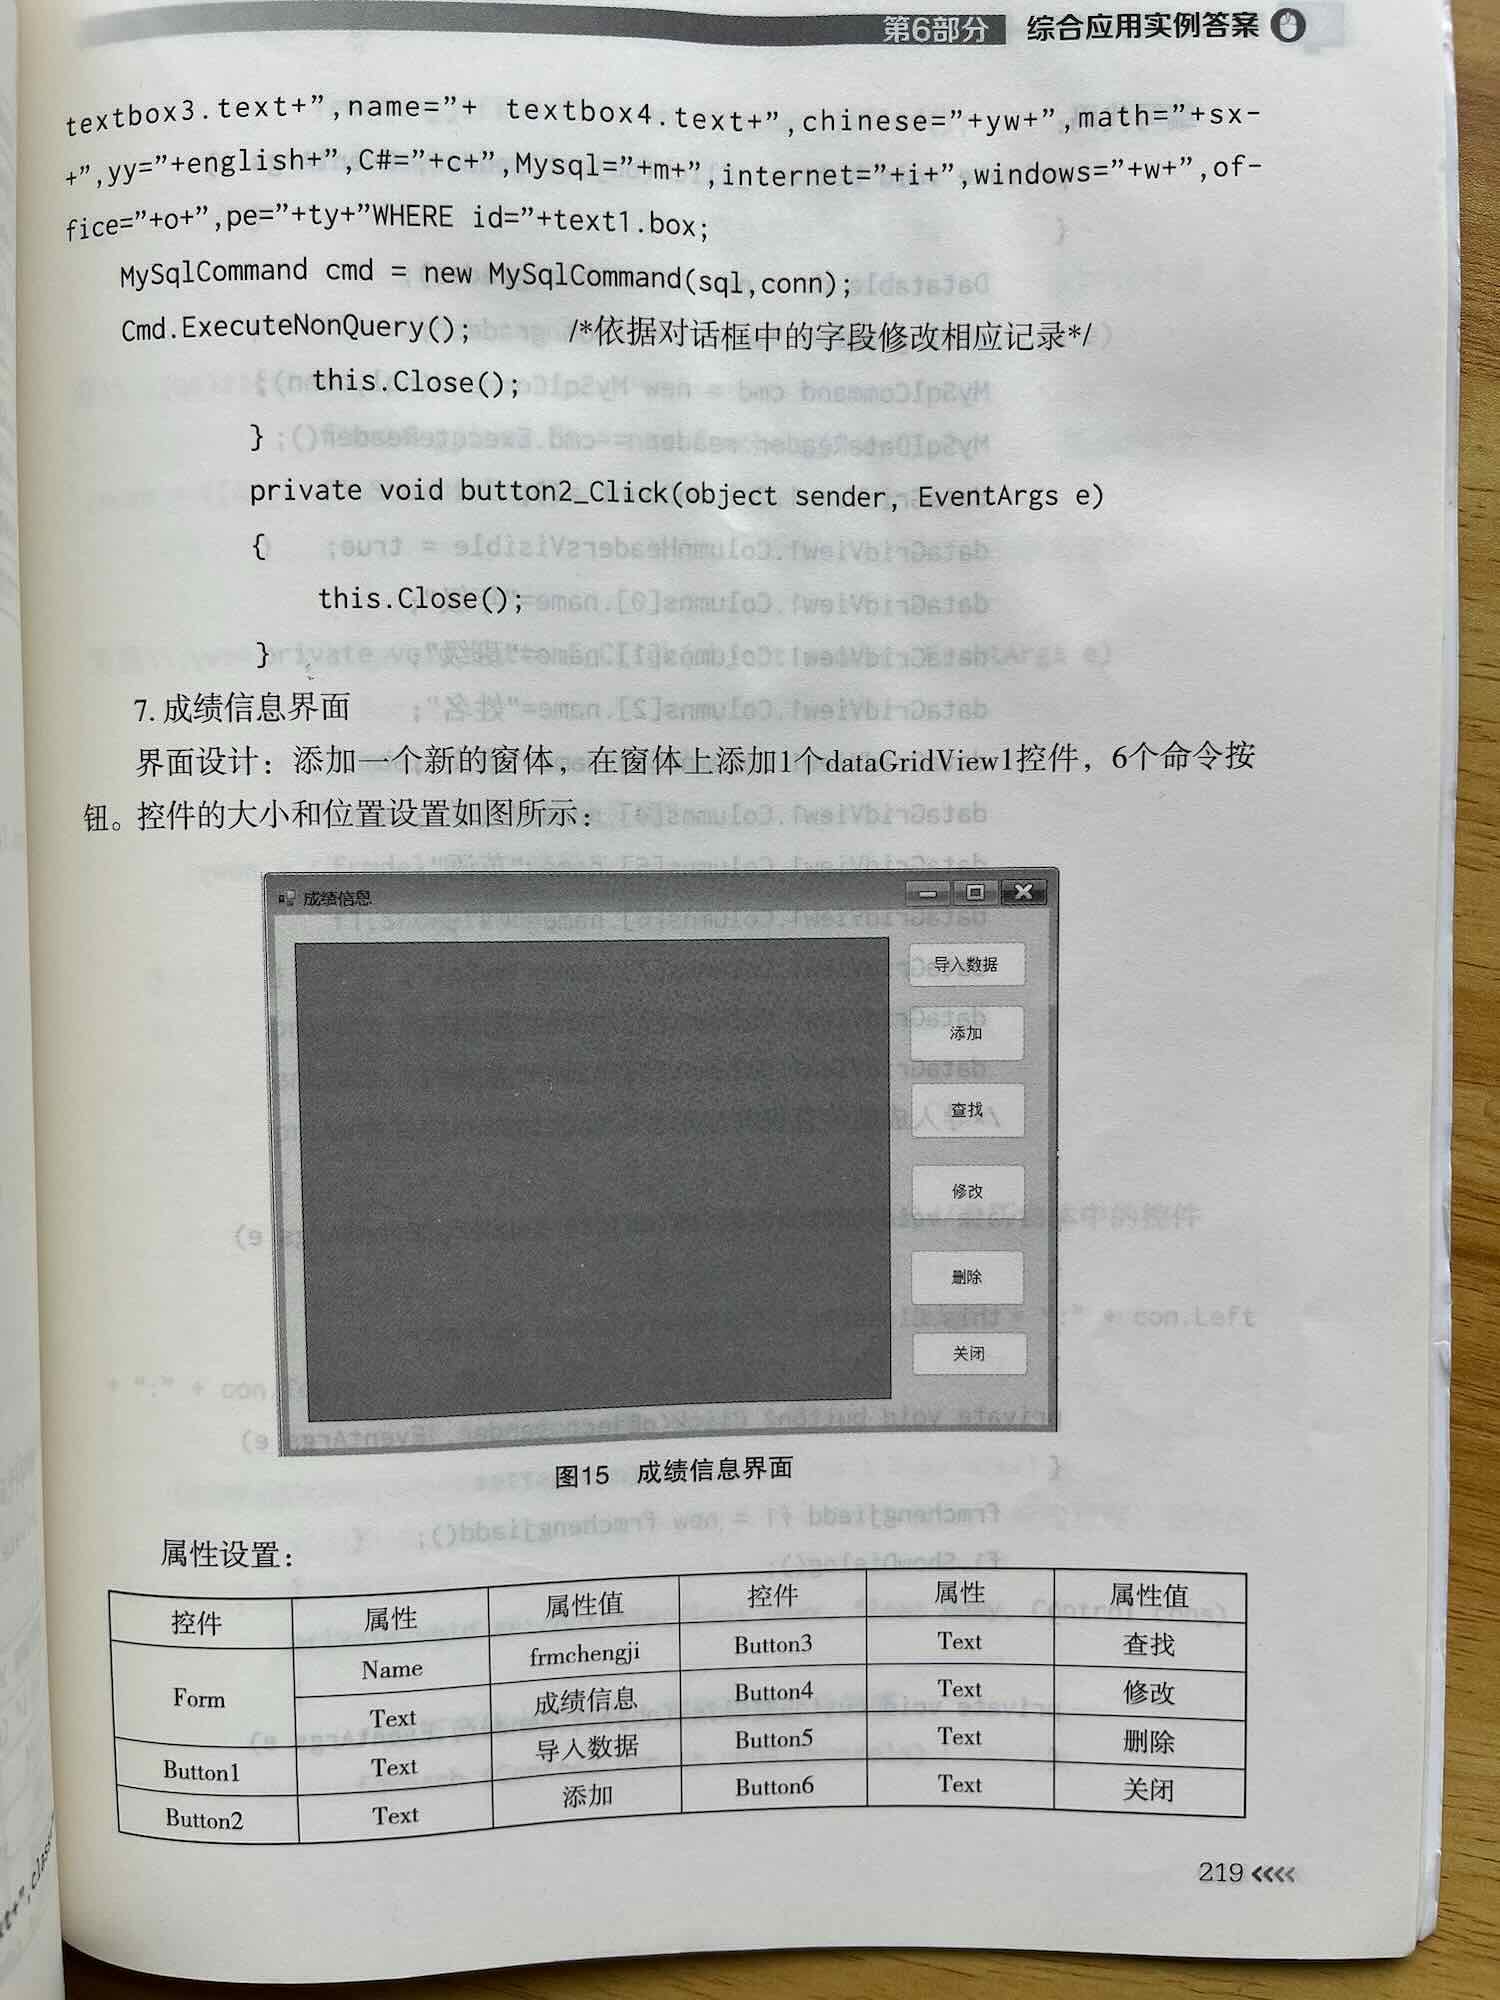 第6部分 综合应用实例答案
textbox3.text+”,name=”+ textbox4.text+”,chinese=”+yw+”,math=”+sx-
+”,yy=”+english+”,C#=”+c+”,Mysql=”+m+”,internet=”+i+”,windows=”+w+”,of-
fice=”+o+”,pe=”+ty+”WHERE id=”+text1.box;
MySqlCommand cmd = new MySqlCommand(sql,conn);
Cmd.ExecuteNonQuery(); /*依据对话框中的字段修改相应记录*/
this.Close();
}
private void button2_Click(object sender, EventArgs e)
{
this.Close();
}
7. 成绩信息界面
界面设计：添加一个新的窗体，在窗体上添加1个dataGridView1控件，6个命令按
钮。控件的大小和位置设置如图所示：
成绩信息
导入数据
添加
查找
修改
删除
关闭
图15 成绩信息界面
属性设置：
控件 属性 属性值 控件 属性 属性值
Form Name frmchengji Button3 Text 查找
Text 成绩信息 Button4 Text 修改
Button1 Text 导入数据 Button5 Text 删除
Button2 Text 添加 Button6 Text 关闭
219